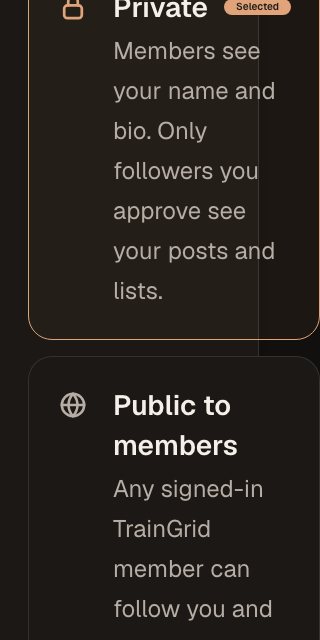 Private Selected
Members see
your name and
bio. Only
followers you
approve see
your posts and
lists.
Public to
members
Any signed-in
TrainGrid
member can
follow you and